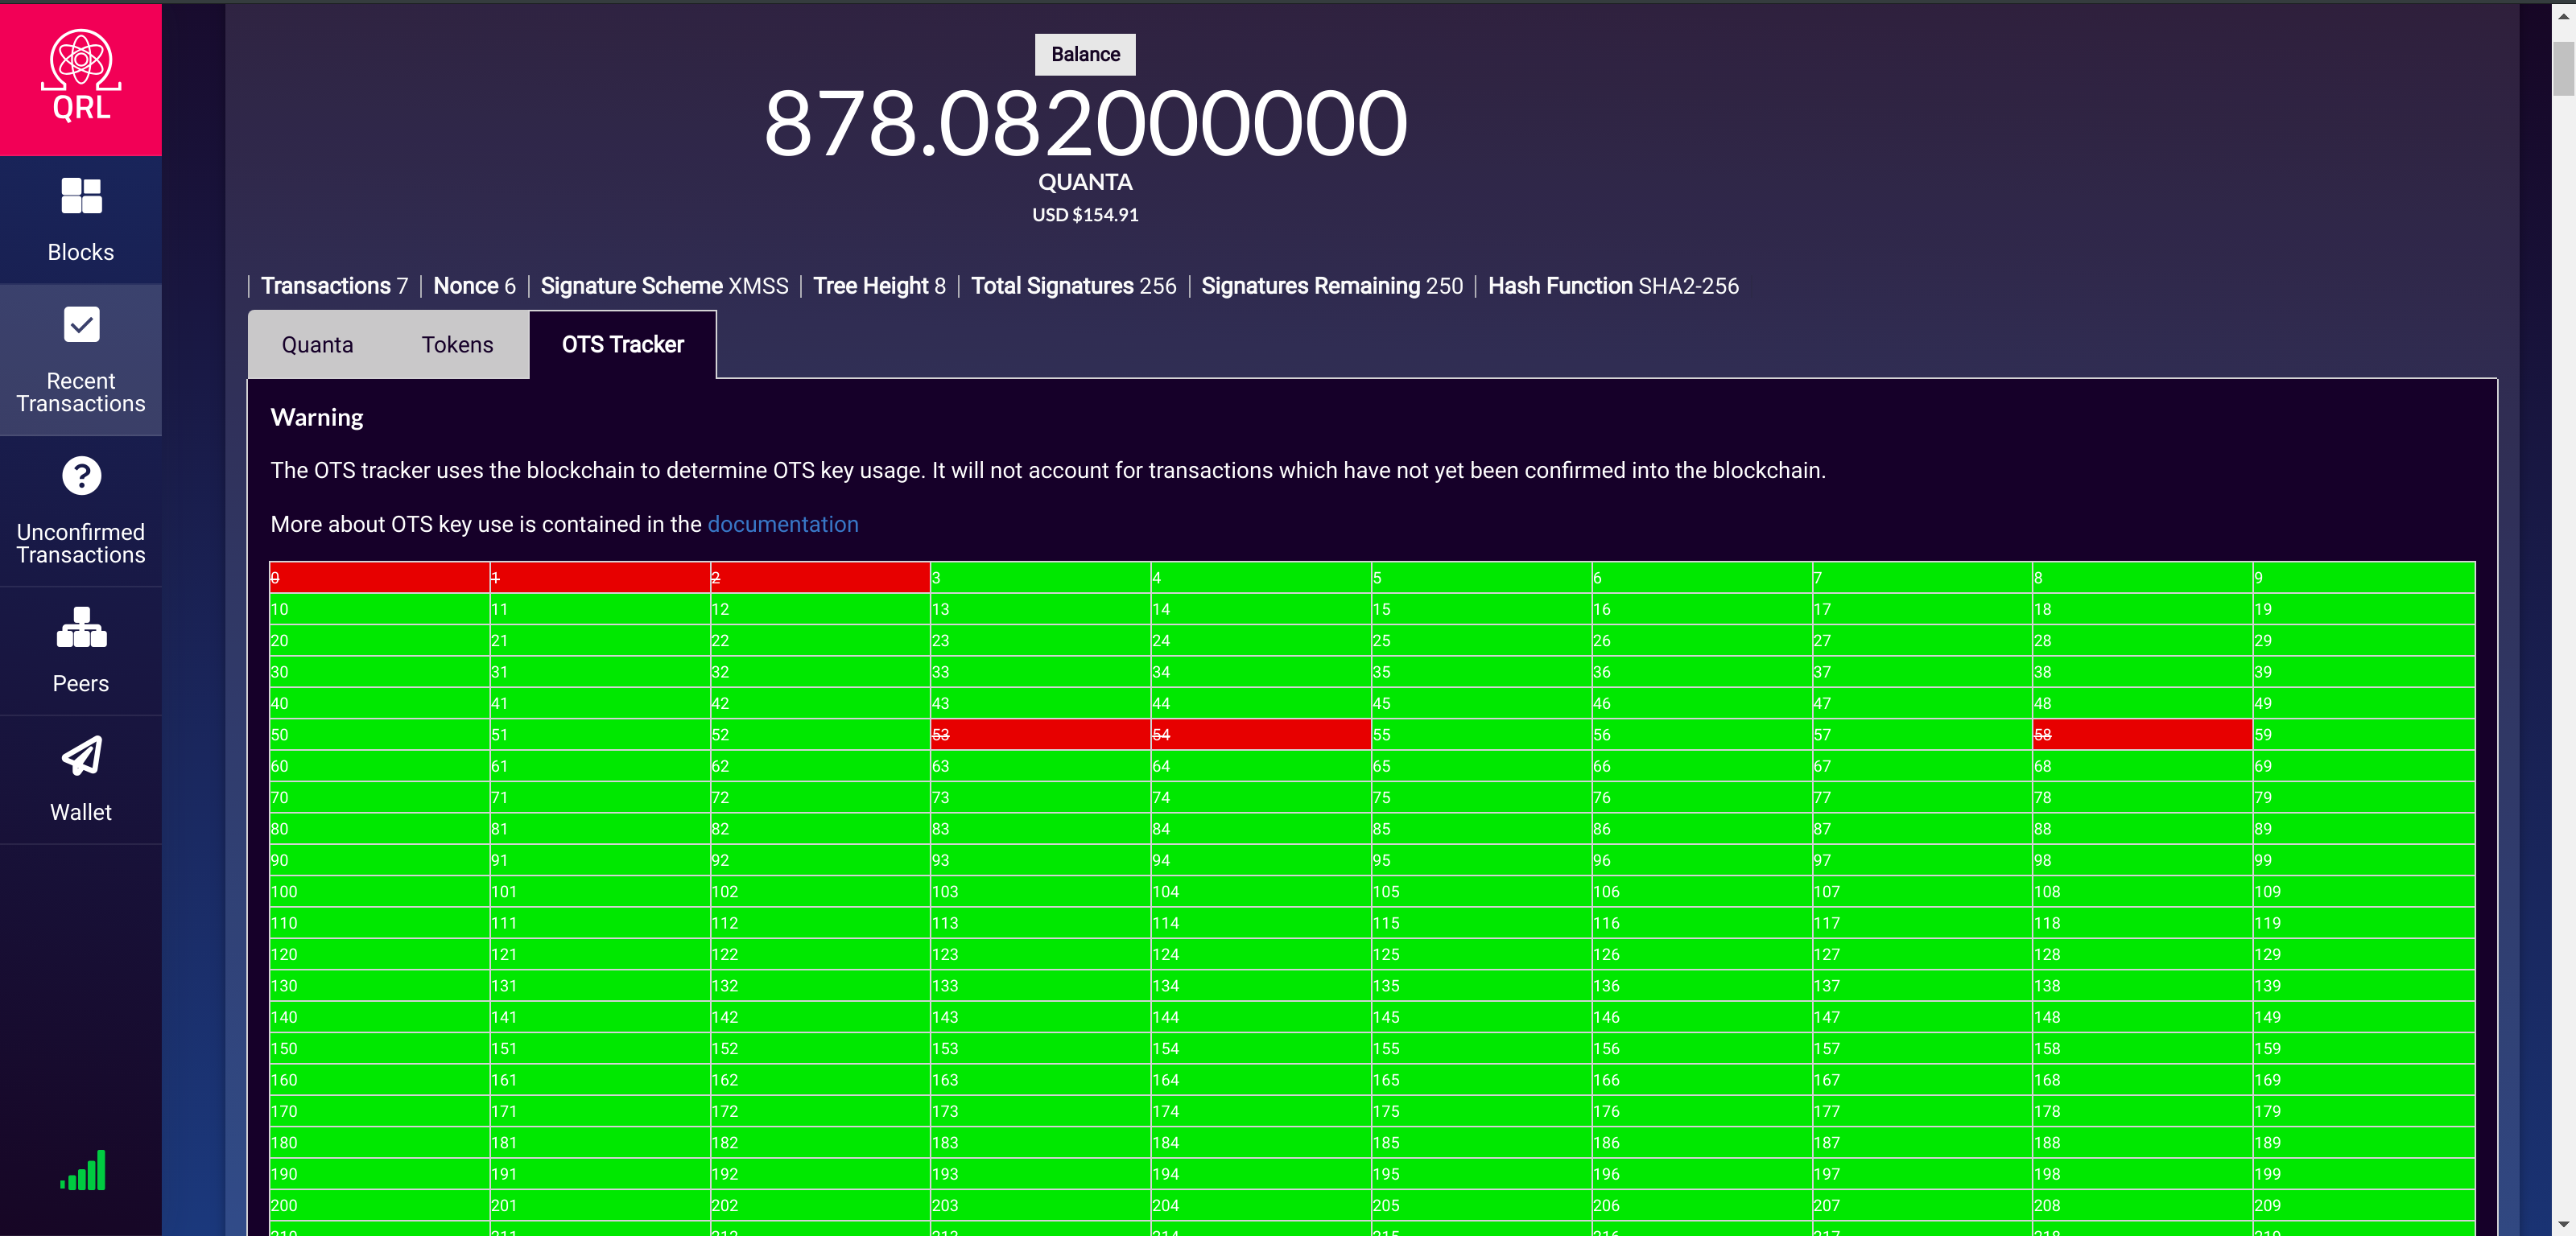 QRL
Balance
878.082000000
QUANTA
USD $154.91
Transactions 7 | Nonce 6 | Signature Scheme XMSS | Tree Height 8 | Total Signatures 256 | Signatures Remaining 250 | Hash Function SHA2-256
Quanta Tokens OTS Tracker
Blocks
Recent
Transactions
Unconfirmed
Transactions
Peers
Wallet
Warning
The OTS tracker uses the blockchain to determine OTS key usage. It will not account for transactions which have not yet been confirmed into the blockchain.
More about OTS key use is contained in the documentation
0 1 2 3 4 5 6 7 8 9
10 11 12 13 14 15 16 17 18 19
20 21 22 23 24 25 26 27 28 29
30 31 32 33 34 35 36 37 38 39
40 41 42 43 44 45 46 47 48 49
50 51 52 53 54 55 56 57 58 59
60 61 62 63 64 65 66 67 68 69
70 71 72 73 74 75 76 77 78 79
80 81 82 83 84 85 86 87 88 89
90 91 92 93 94 95 96 97 98 99
100 101 102 103 104 105 106 107 108 109
110 111 112 113 114 115 116 117 118 119
120 121 122 123 124 125 126 127 128 129
130 131 132 133 134 135 136 137 138 139
140 141 142 143 144 145 146 147 148 149
150 151 152 153 154 155 156 157 158 159
160 161 162 163 164 165 166 167 168 169
170 171 172 173 174 175 176 177 178 179
180 181 182 183 184 185 186 187 188 189
190 191 192 193 194 195 196 197 198 199
200 201 202 203 204 205 206 207 208 209